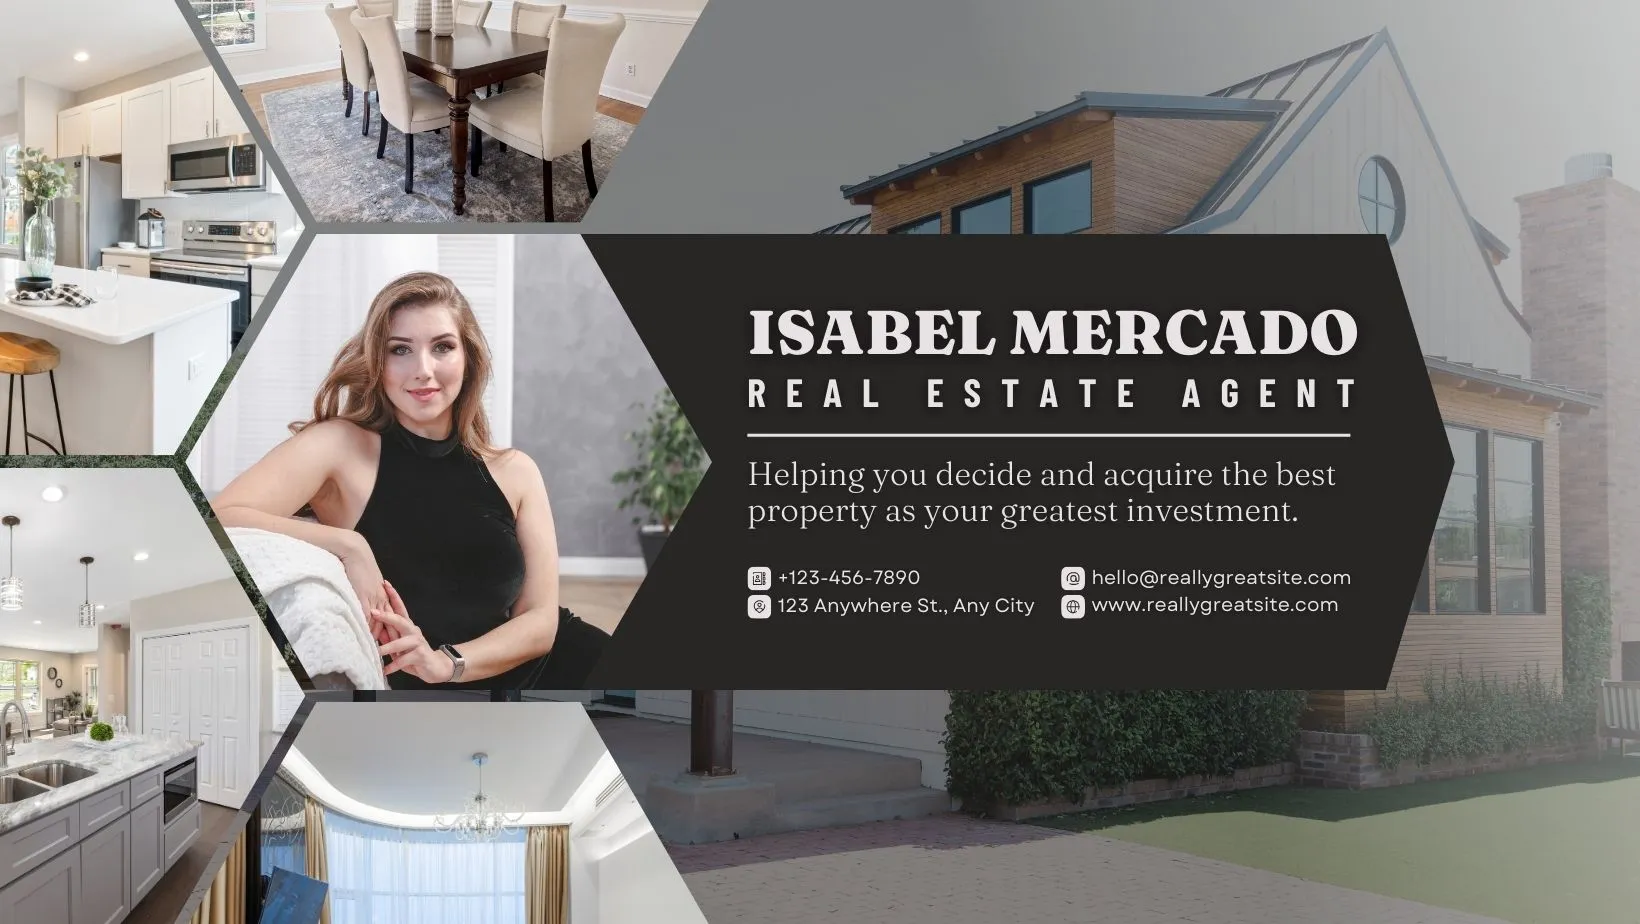 ISABEL MERCADO
REAL ESTATE AGENT
Helping you decide and acquire the best
property as your greatest investment.
+123-456-7890
hello@reallygreatsite.com
123 Anywhere St., Any City
www.reallygreatsite.com